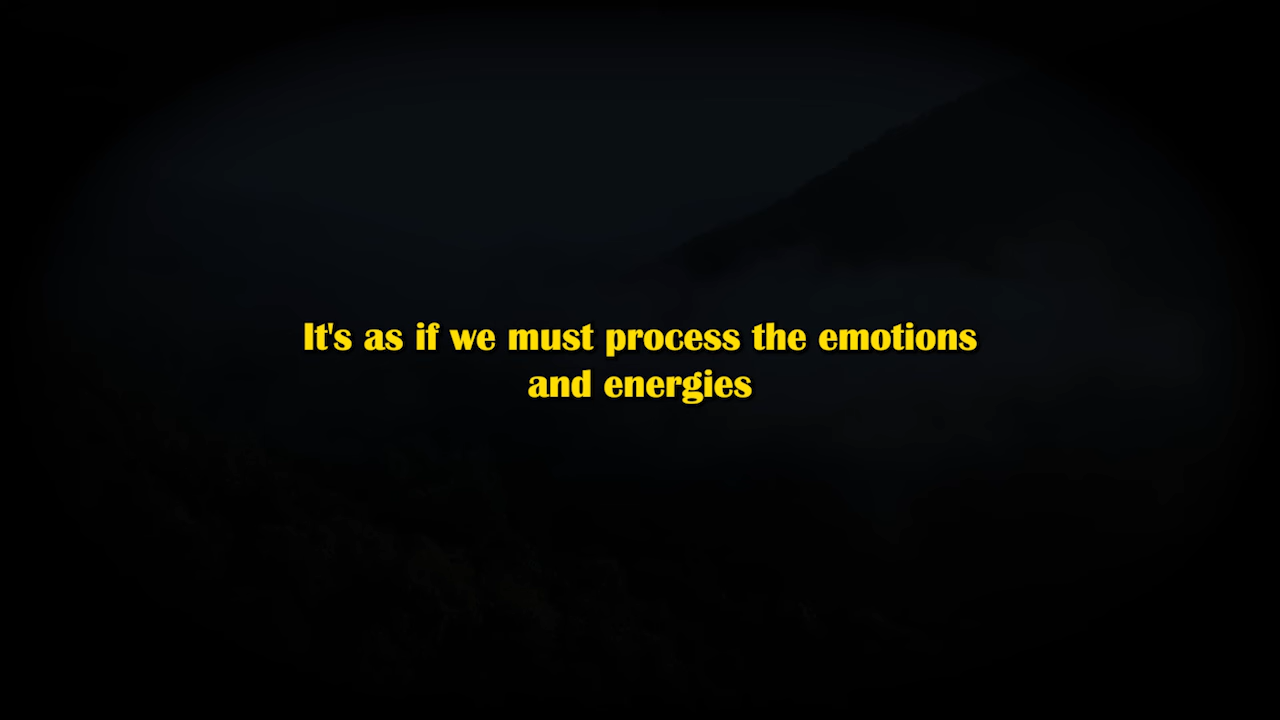 It's as if we must process the emotions
and energies